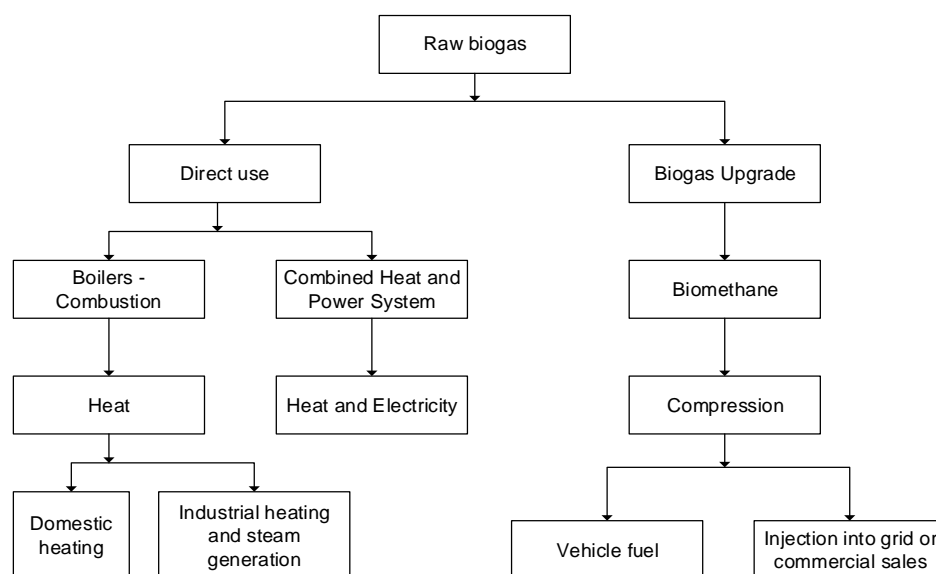 Raw biogas
Direct use
Biogas Upgrade
Boilers -
Combustion
Combined Heat and
Power System
Biomethane
Heat
Heat and Electricity
Compression
Domestic
heating
Industrial heating
and steam
generation
Vehicle fuel
Injection into grid or
commercial sales